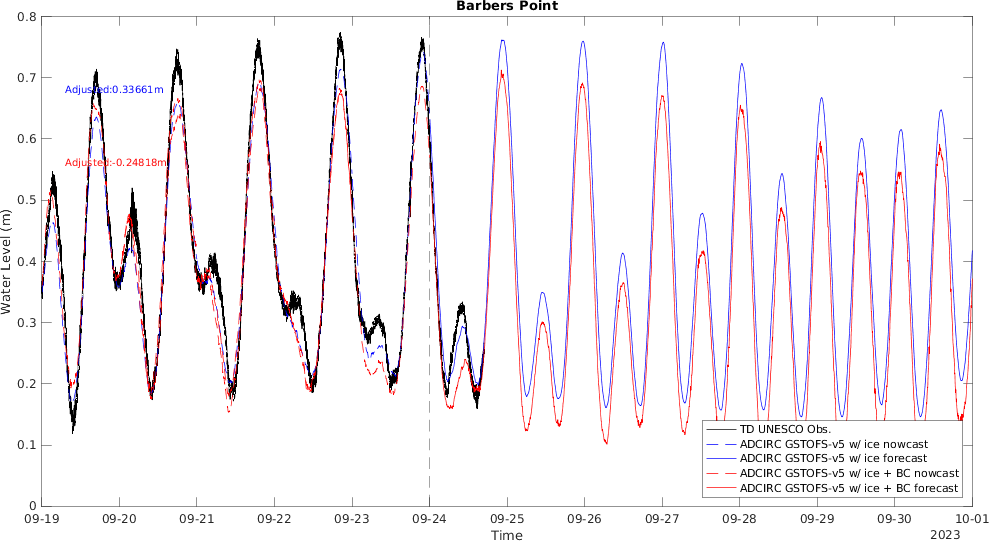 Barbers Point
0.8
0.7
0.6
0.5
0.4
0.3
0.2
0.1
0
Water Level (m)
Adjusted:0.33661m
Adjusted:-0.24818m
TD UNESCO Obs.
ADCIRC GSTOFS-v5 w/ ice nowcast
ADCIRC GSTOFS-v5 w/ ice forecast
ADCIRC GSTOFS-v5 w/ ice + BC nowcast
ADCIRC GSTOFS-v5 w/ ice + BC forecast
09-19 09-20 09-21 09-22 09-23 09-24 09-25 09-26 09-27 09-28 09-29 09-30 10-01
Time
2023